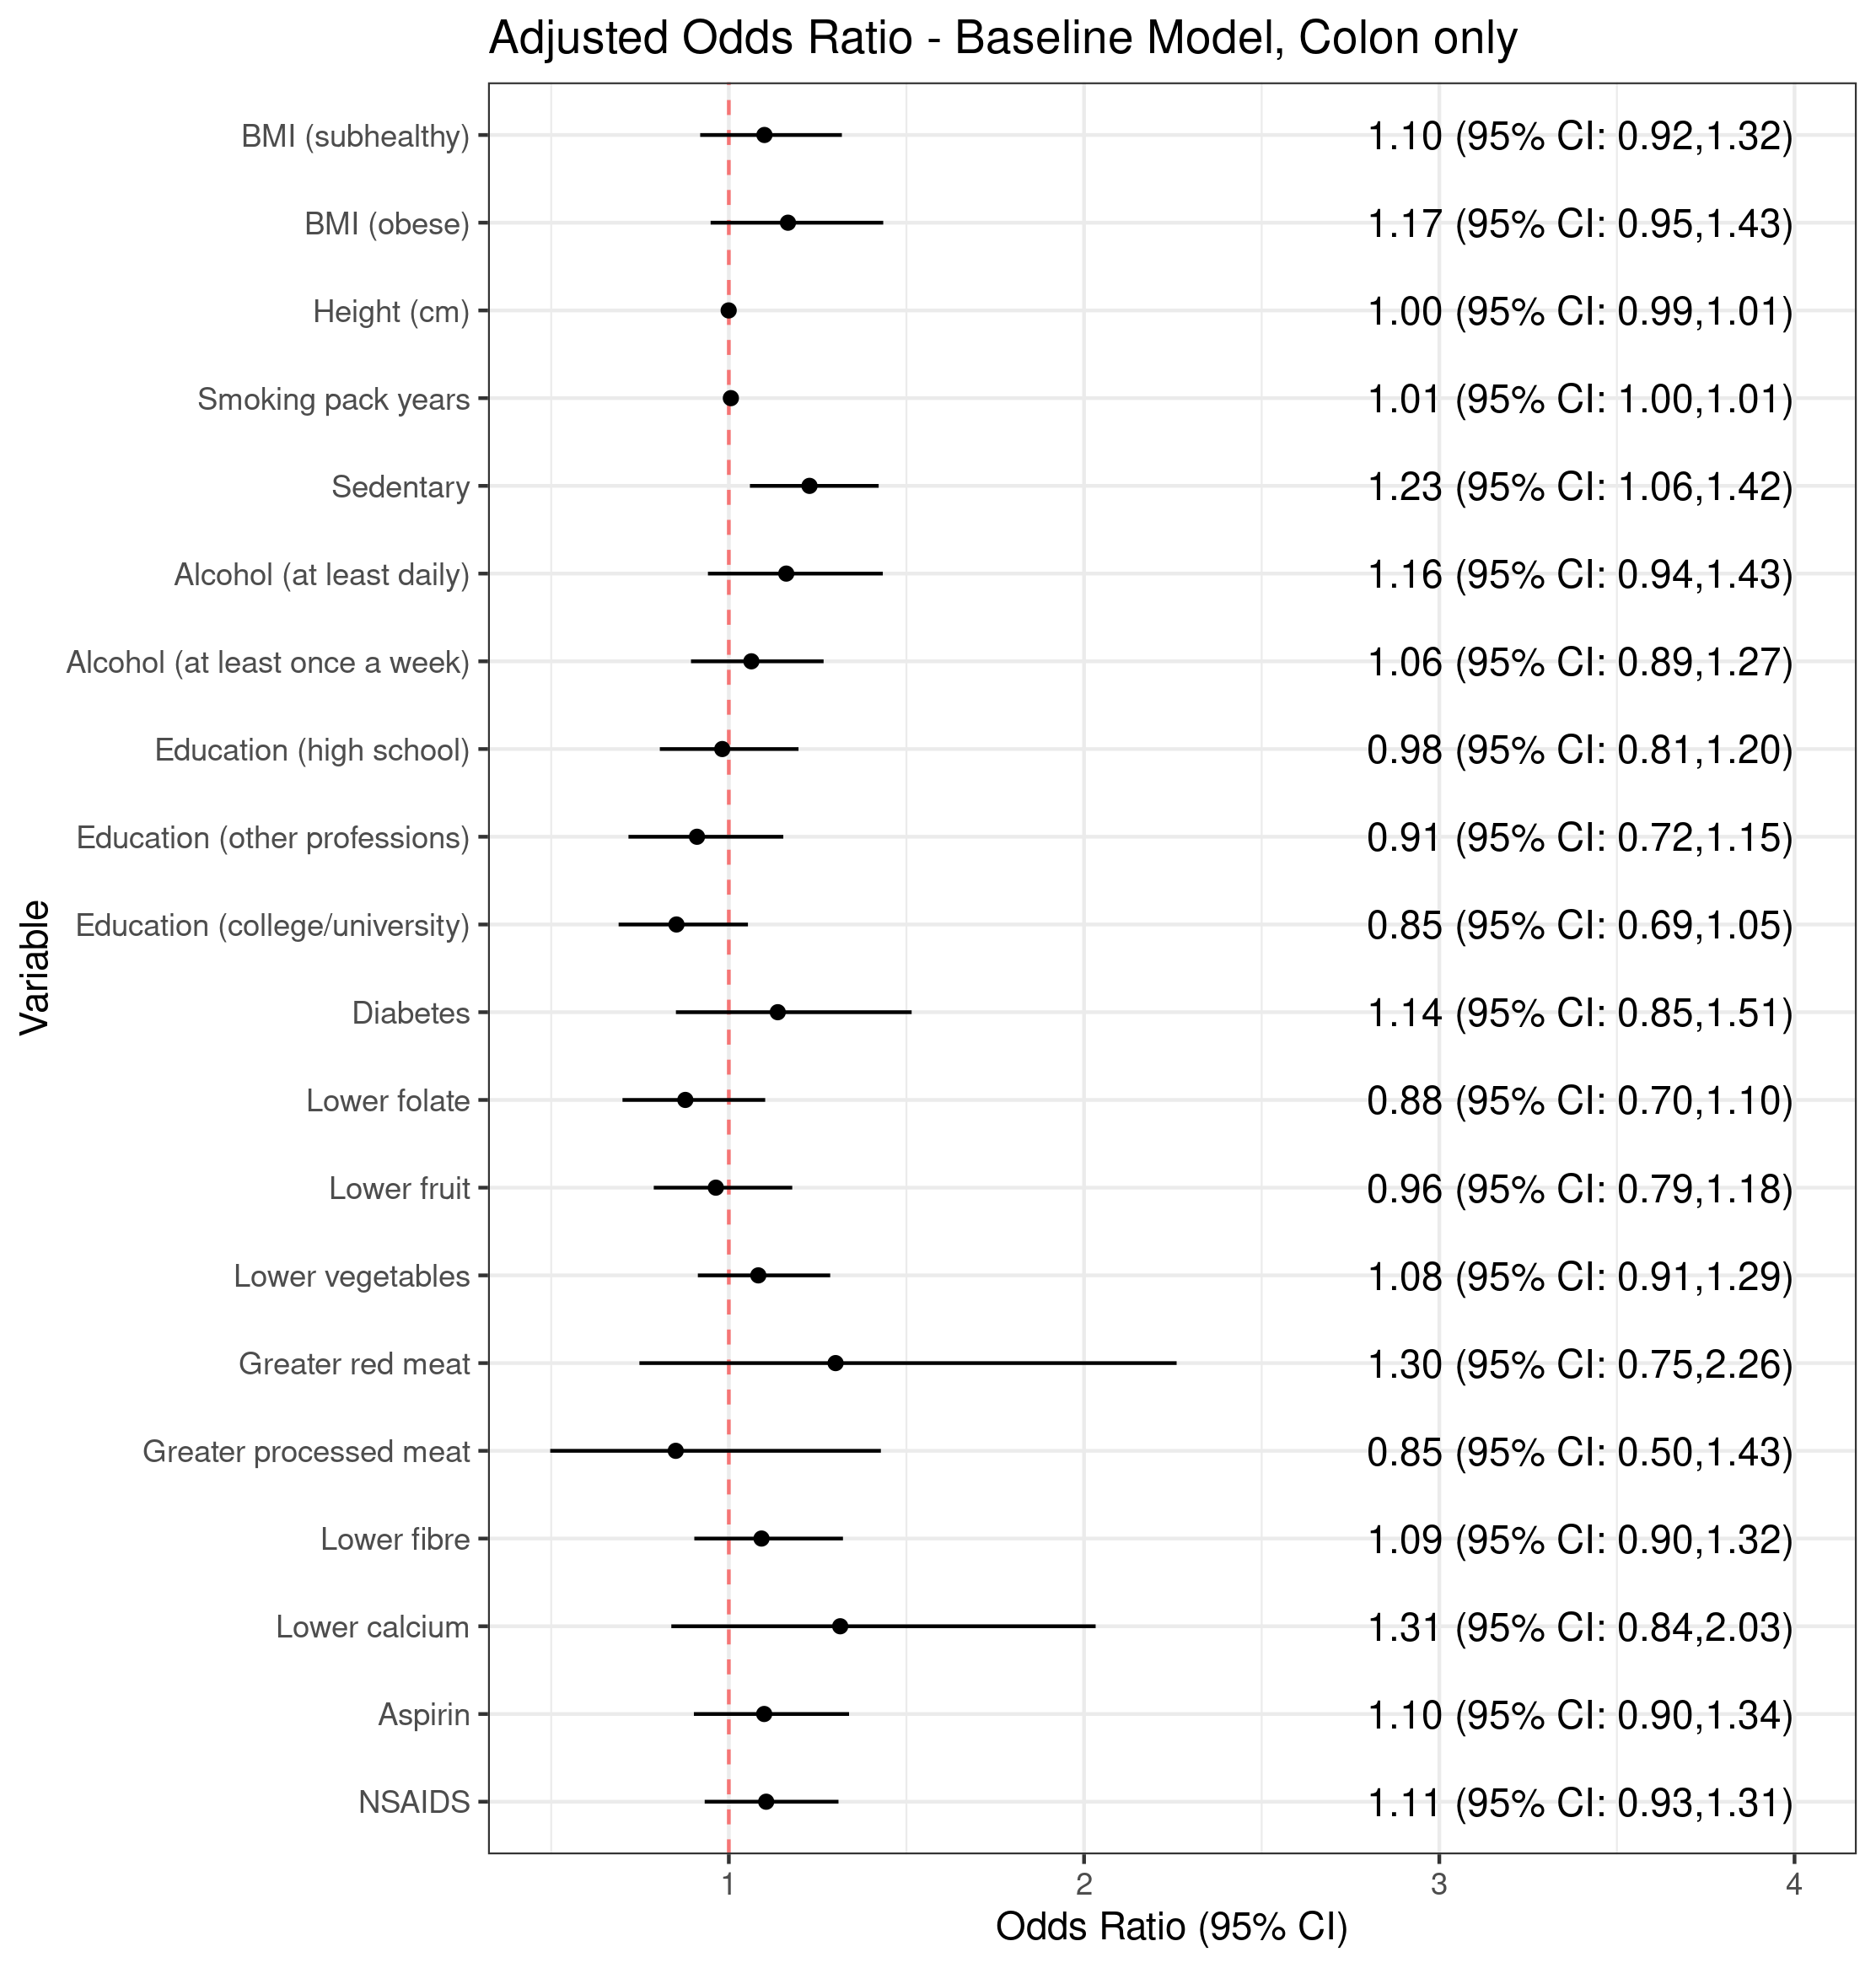 Adjusted Odds Ratio - Baseline Model, Colon only
BMI (subhealthy) 1.10 (95% CI: 0.92,1.32)
BMI (obese) 1.17 (95% CI: 0.95,1.43)
Height (cm) 1.00 (95% CI: 0.99,1.01)
Smoking pack years 1.01 (95% CI: 1.00,1.01)
Sedentary 1.23 (95% CI: 1.06,1.42)
Alcohol (at least daily) 1.16 (95% CI: 0.94,1.43)
Alcohol (at least once a week) 1.06 (95% CI: 0.89,1.27)
Education (high school) 0.98 (95% CI: 0.81,1.20)
Education (other professions) 0.91 (95% CI: 0.72,1.15)
Education (college/university) 0.85 (95% CI: 0.69,1.05)
Diabetes 1.14 (95% CI: 0.85,1.51)
Lower folate 0.88 (95% CI: 0.70,1.10)
Lower fruit 0.96 (95% CI: 0.79,1.18)
Lower vegetables 1.08 (95% CI: 0.91,1.29)
Greater red meat 1.30 (95% CI: 0.75,2.26)
Greater processed meat 0.85 (95% CI: 0.50,1.43)
Lower fibre 1.09 (95% CI: 0.90,1.32)
Lower calcium 1.31 (95% CI: 0.84,2.03)
Aspirin 1.10 (95% CI: 0.90,1.34)
NSAIDS 1.11 (95% CI: 0.93,1.31)
Variable
1 2 3 4
Odds Ratio (95% CI)